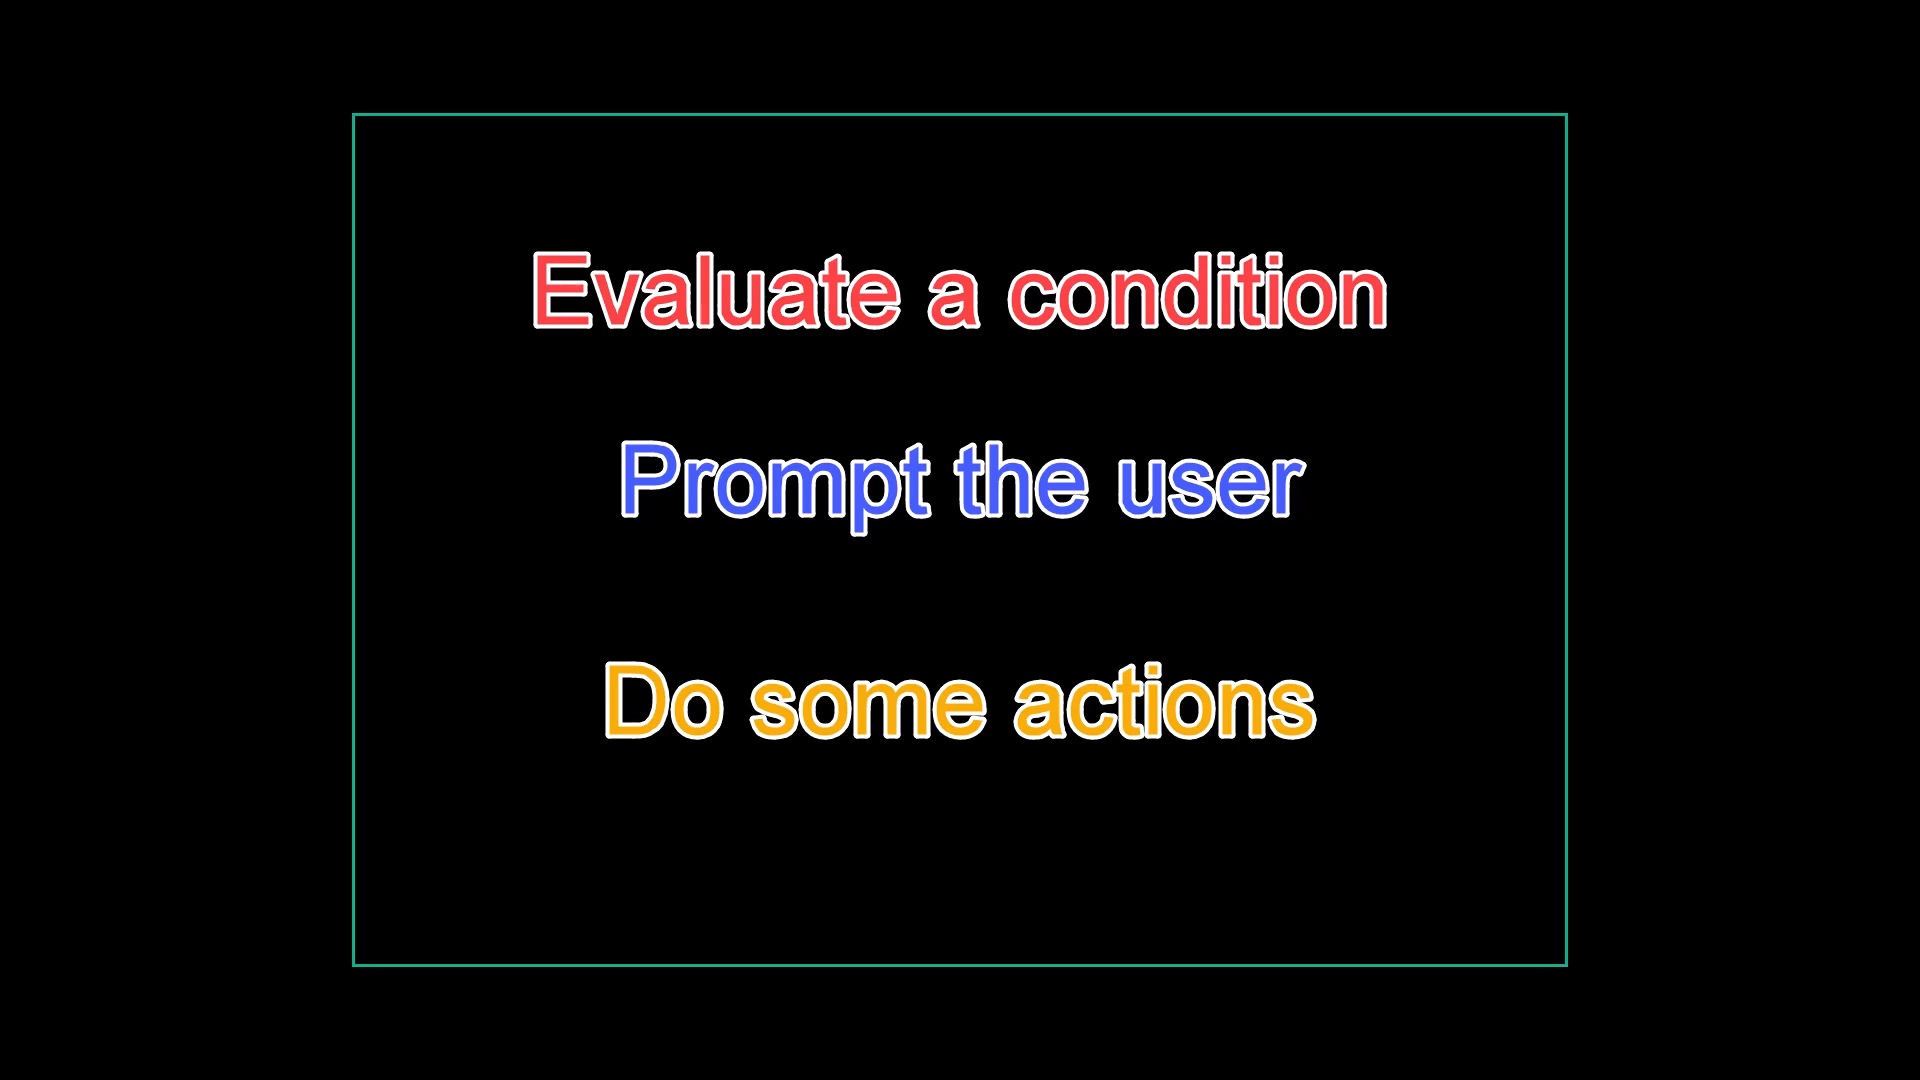 Evaluate a condition
Prompt the user
Do some actions